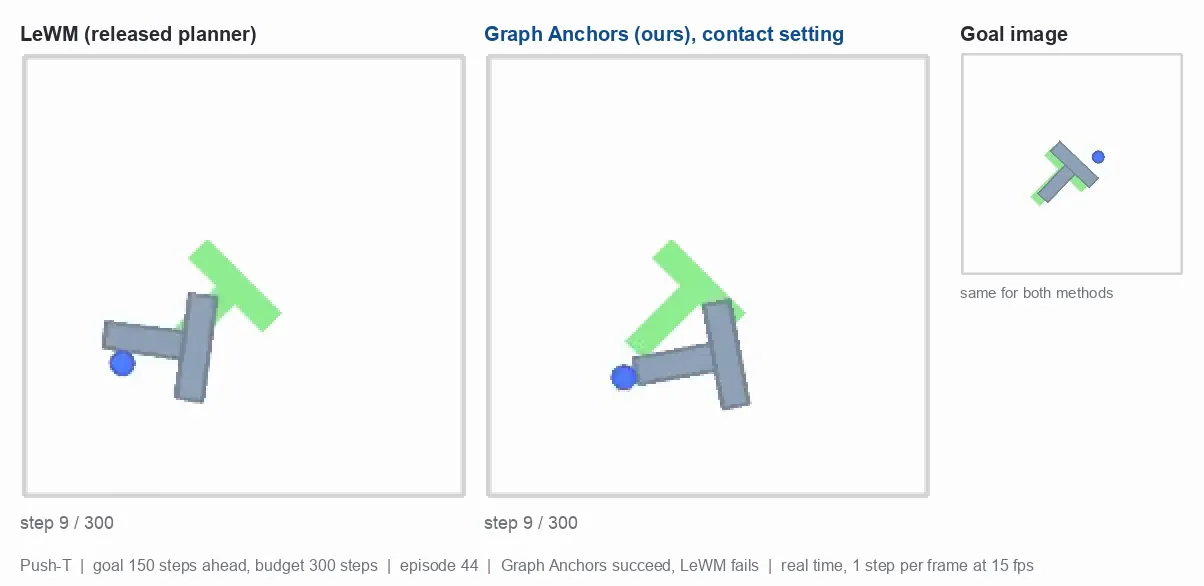 LeWM (released planner)
Graph Anchors (ours), contact setting
Goal image
same for both methods
step 9 / 300
step 9 / 300
Push-T | goal 150 steps ahead, budget 300 steps | episode 44 | Graph Anchors succeed, LeWM fails | real time, 1 step per frame at 15 fps